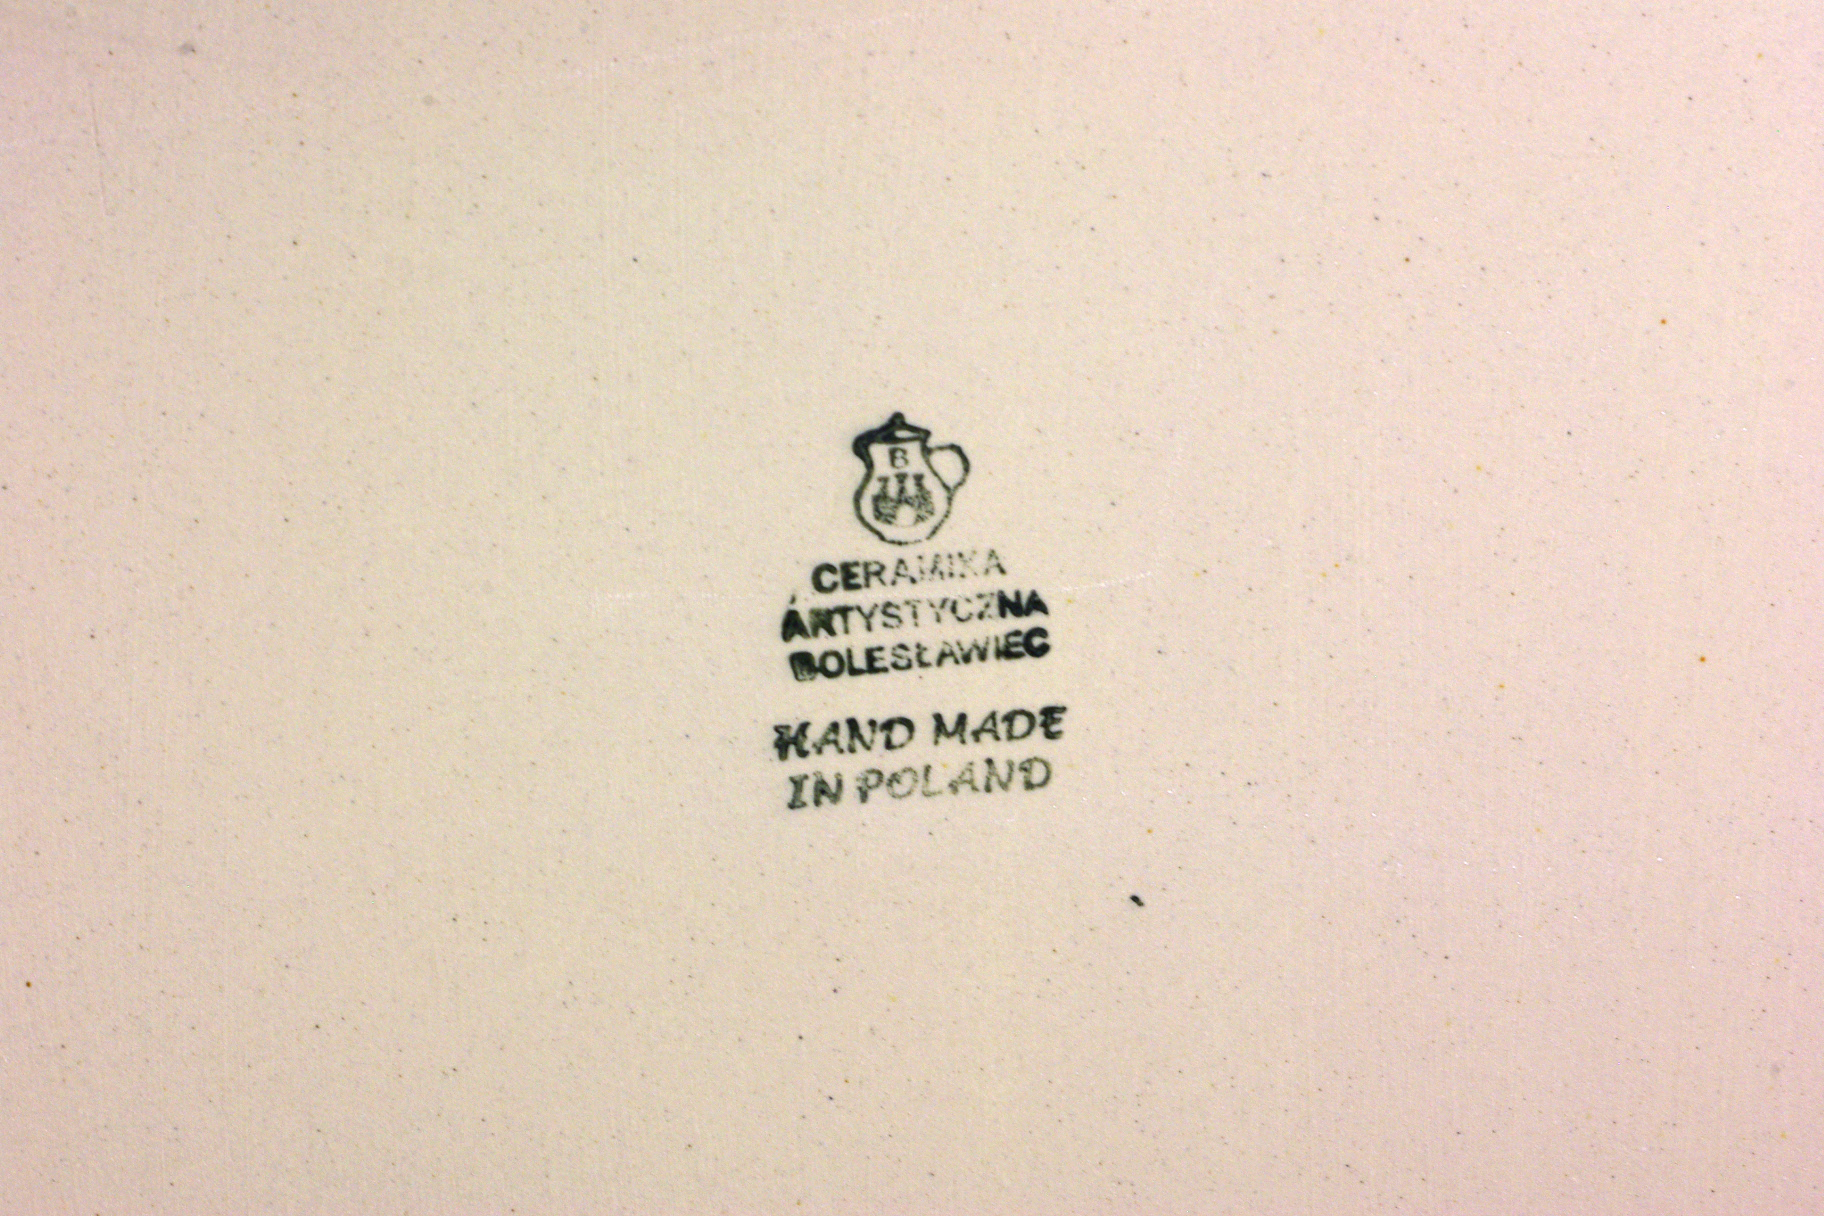 B
CERAMIKA
ARTYSTYCZNA
BOLESŁAWIEC
HAND MADE
IN POLAND